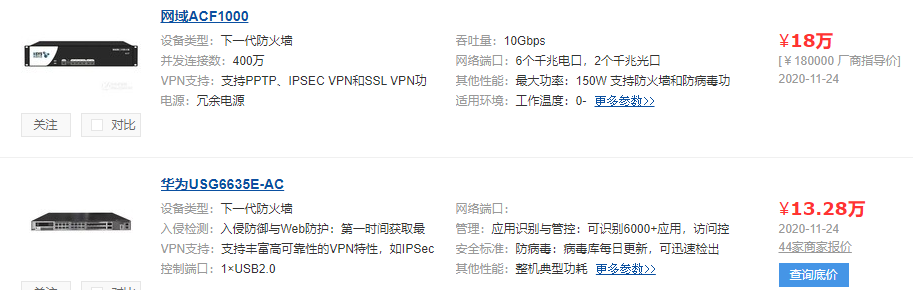 网域ACF1000
设备类型：下一代防火墙
吞吐量：10Gbps
¥18万
并发连接数：400万
网络端口：6个千兆电口，2个千兆光口
[￥180000 厂商指导价]
VPN支持：支持PPTP、IPSEC VPN和SSL VPN功
其他性能：最大功率：150W 支持防火墙和防病毒功
2020-11-24
电源：冗余电源
适用环境：工作温度：0- 更多参数>>
关注 对比
华为USG6635E-AC
设备类型：下一代防火墙
网络端口：
¥13.28万
入侵检测：入侵防御与Web防护：第一时间获取最
管理：应用识别与管控：可识别6000+应用，访问控
2020-11-24
VPN支持：支持丰富高可靠性的VPN特性，如IPSec
安全标准：防病毒：病毒库每日更新，可迅速检出
44家商家报价
控制端口：1×USB2.0
其他性能：整机典型功耗 更多参数>>
查询底价
关注 对比